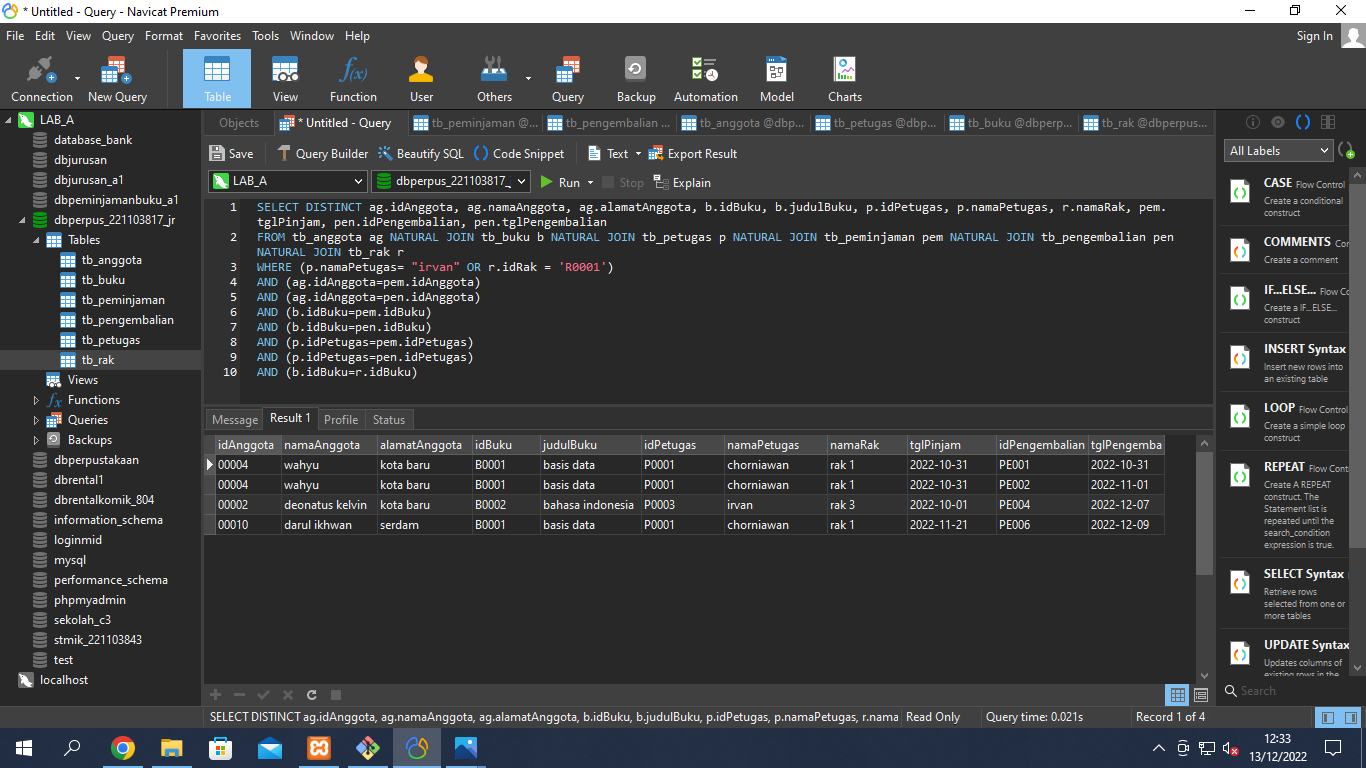 * Untitled - Query - Navicat Premium
File Edit View Query Format Favorites Tools Window Help
Sign In
Connection New Query Table View Function User Others Query Backup Automation Model Charts
Objects * Untitled - Query tb_peminjaman @... tb_pengembalian ... tb_anggota @dbp... tb_petugas @dbp... tb_buku @dbperp... tb_rak @dbperpus...
Save Query Builder Beautify SQL () Code Snippet Text Export Result
LAB_A dbperpus_221103817_ Run Stop Explain
LAB_A
database_bank
dbjurusan
dbjurusan_a1
dbpeminjamanbuku_a1
dbperpus_221103817_jr
Tables
tb_anggota
tb_buku
tb_peminjaman
tb_pengembalian
tb_petugas
tb_rak
Views
fx Functions
Queries
Backups
dbperpustakaan
dbrental1
dbrentalkomik_804
information_schema
loginmid
mysql
performance_schema
phpmyadmin
sekolah_c3
stmik_221103843
test
localhost
1 SELECT DISTINCT ag.idAnggota, ag.namaAnggota, ag.alamatAnggota, b.idBuku, b.judulBuku, p.idPetugas, p.namaPetugas, r.namaRak, pem.
tglPinjam, pen.idPengembalian, pen.tglPengembalian
2 FROM tb_anggota ag NATURAL JOIN tb_buku b NATURAL JOIN tb_petugas p NATURAL JOIN tb_peminjaman pem NATURAL JOIN tb_pengembalian pen
NATURAL JOIN tb_rak r
3 WHERE (p.namaPetugas= "irvan" OR r.idRak = 'R0001')
4 AND (ag.idAnggota=pem.idAnggota)
5 AND (ag.idAnggota=pen.idAnggota)
6 AND (b.idBuku=pem.idBuku)
7 AND (b.idBuku=pen.idBuku)
8 AND (p.idPetugas=pem.idPetugas)
9 AND (p.idPetugas=pen.idPetugas)
10 AND (b.idBuku=r.idBuku)
Message Result 1 Profile Status
idAnggota namaAnggota alamatAnggota idBuku judulBuku idPetugas namaPetugas namaRak tglPinjam idPengembalian tglPengemba
00004 wahyu kota baru B0001 basis data P0001 chorniawan rak 1 2022-10-31 PE001 2022-10-31
00004 wahyu kota baru B0001 basis data P0001 chorniawan rak 1 2022-10-31 PE002 2022-11-01
00002 deonatus kelvin kota baru B0002 bahasa indonesia P0003 irvan rak 3 2022-10-01 PE004 2022-12-07
00010 darul ikhwan serdam B0001 basis data P0001 chorniawan rak 1 2022-11-21 PE006 2022-12-09
All Labels
CASE Flow Control
Create a conditional
construct
COMMENTS Cor
Create a comment
IF...ELSE... Flow Co
Create a IF...ELSE...
construct
INSERT Syntax
Insert new rows into
an existing table
LOOP Flow Control
Create a simple loop
construct
REPEAT Flow Cont
Create A REPEAT
construct. The
Statement list is
repeated until the
search_condition
expression is true.
SELECT Syntax
Retrieve rows
selected from one or
more tables
UPDATE Syntax
Updates columns of
existing rows in the
Search
SELECT DISTINCT ag.idAnggota, ag.namaAnggota, ag.alamatAnggota, b.idBuku, b.judulBuku, p.idPetugas, p.namaPetugas, r.nama Read Only Query time: 0.021s Record 1 of 4
12:33
13/12/2022